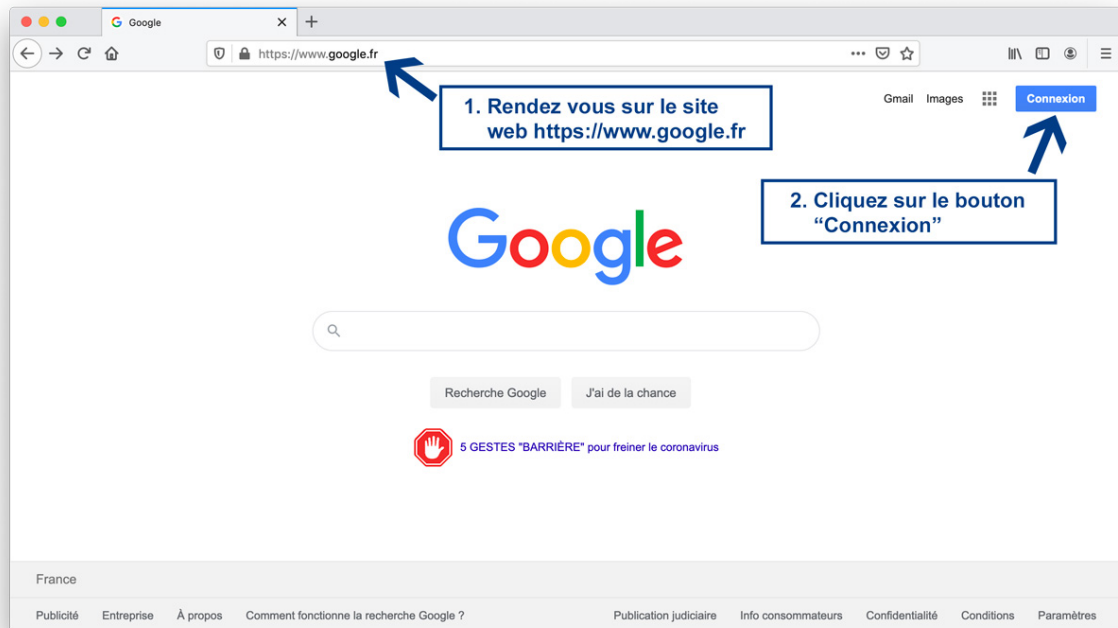 Google
https://www.google.fr
1. Rendez vous sur le site
web https://www.google.fr
Gmail Images Connexion
2. Cliquez sur le bouton
“Connexion”
Google
Recherche Google J'ai de la chance
5 GESTES "BARRIÈRE" pour freiner le coronavirus
France
Publicité Entreprise À propos Comment fonctionne la recherche Google ? Publication judiciaire Info consommateurs Confidentialité Conditions Paramètres